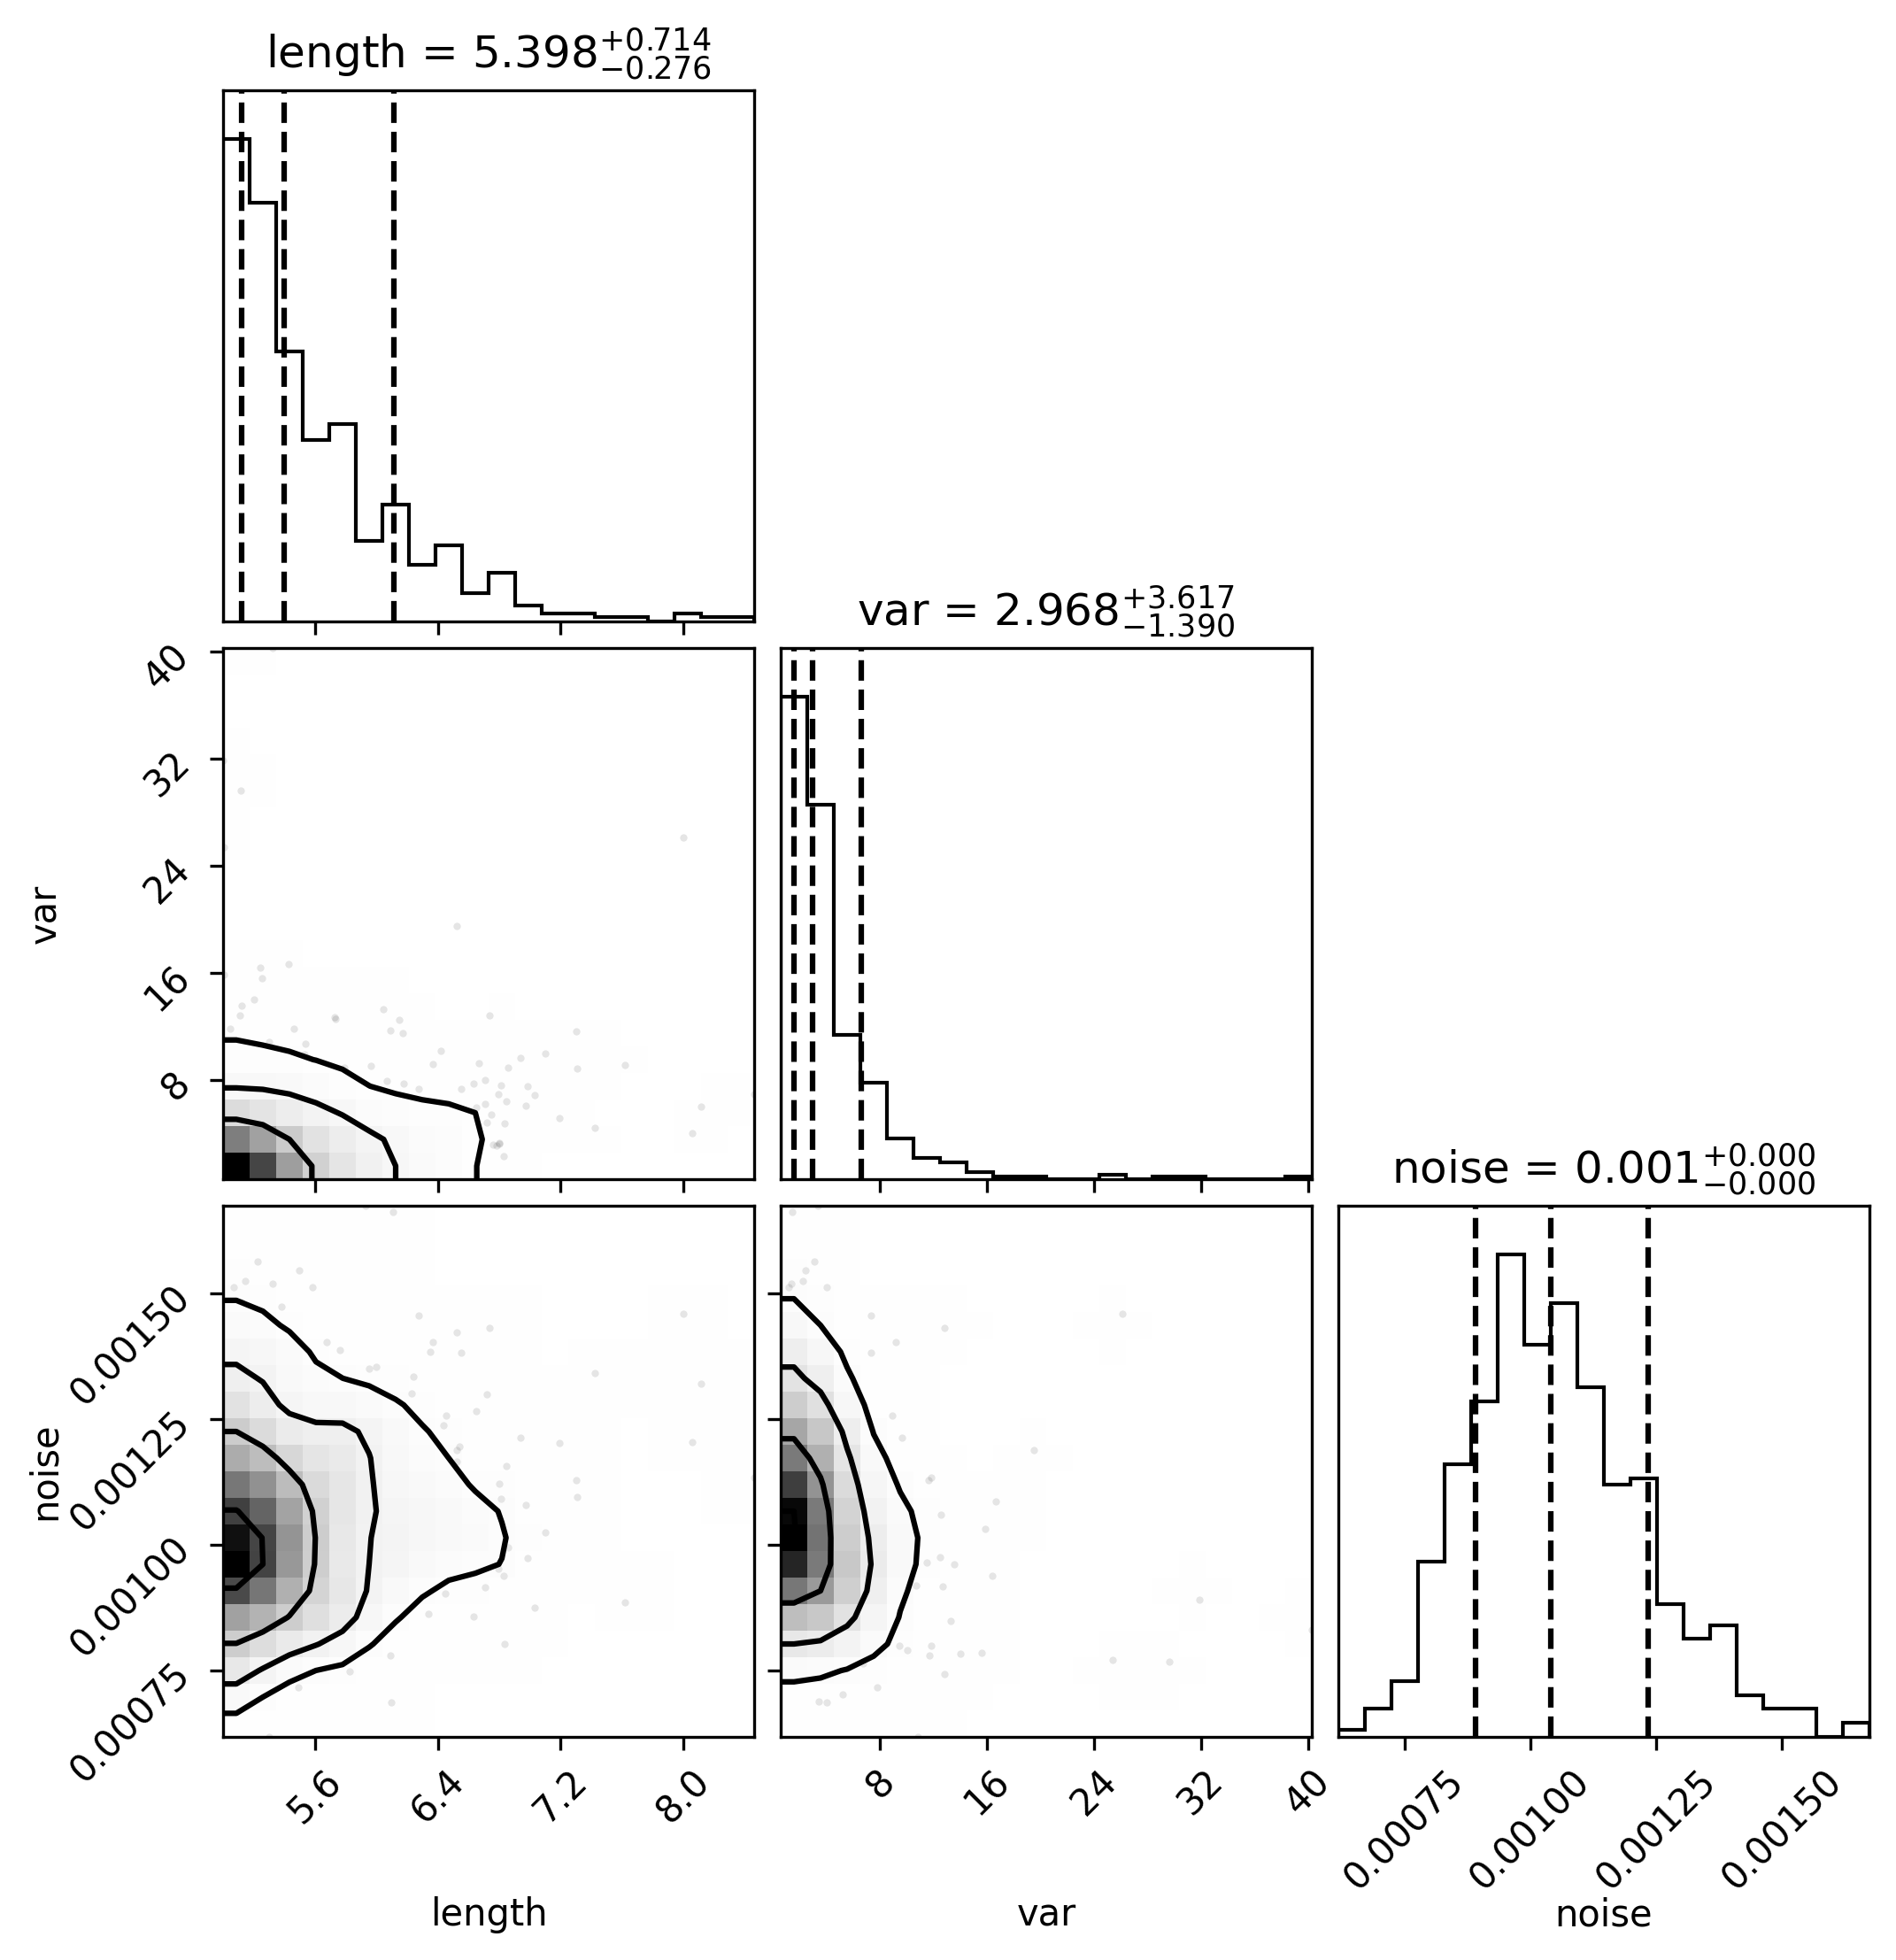 length = 5.398 +0.714 −0.276
var = 2.968 +3.617 −1.390
40
32
24
16
8
var
noise = 0.001 +0.000 −0.000
0.00150
0.00125
0.00100
0.00075
noise
5.6 6.4 7.2 8.0
8 16 24 32 40
0.00075 0.00100 0.00125 0.00150
length var noise